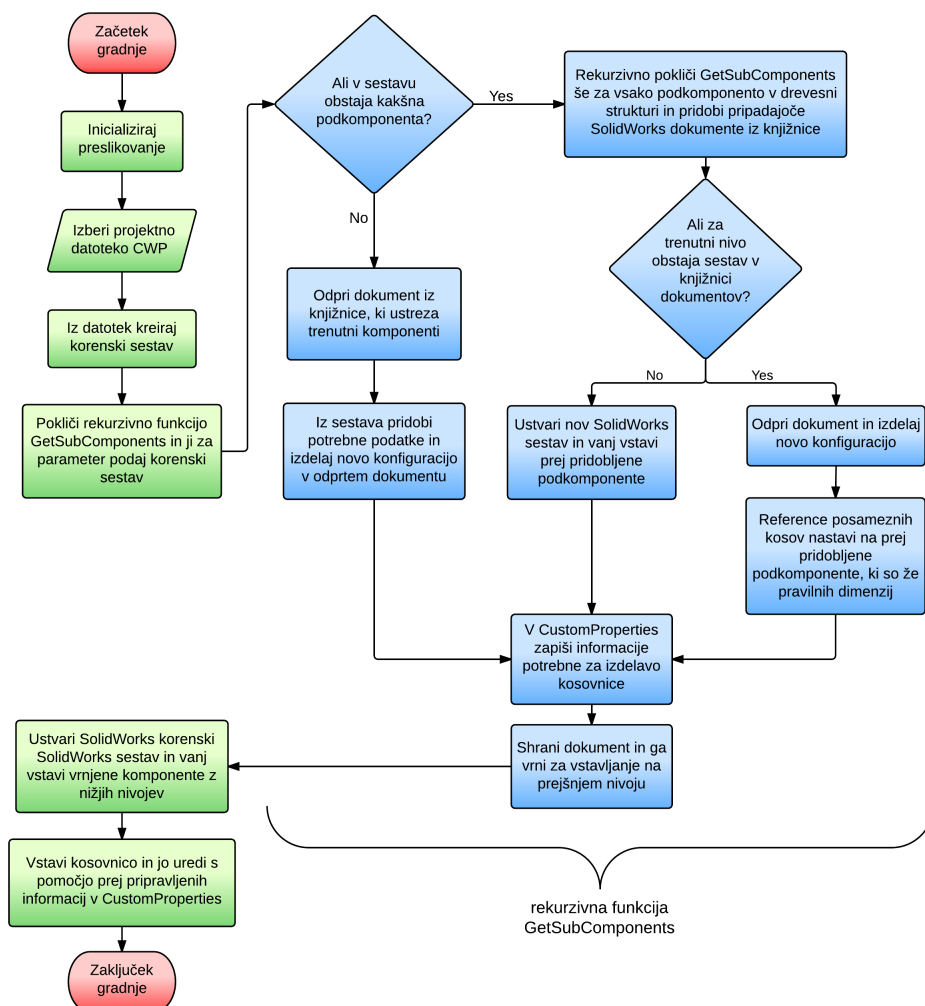 Začetek
gradnje
Inicializiraj
preslikovanje
Izberi projektno
datoteko CWP
Iz datotek kreiraj
korenski sestav
Pokliči rekurzivno funkcijo
GetSubComponents in ji za
parameter podaj korenski
sestav
Ali v sestavu
obstaja kakšna
podkomponenta?
Yes
No
Rekurzivno pokliči GetSubComponents
še za vsako podkomponento v drevesni
strukturi in pridobi pripadajoče
SolidWorks dokumente iz knjižnice
Ali za
trenutni nivo
obstaja sestav v
knjižnici
dokumentov?
No
Yes
Odpri dokument iz
knjižnice, ki ustreza
trenutni komponenti
Iz sestava pridobi
potrebne podatke in
izdelaj novo konfiguracijo
v odprtem dokumentu
Ustvari nov SolidWorks
sestav in vanj vstavi
prej pridobljene
podkomponente
Odpri dokument in izdelaj
novo konfiguracijo
Reference posameznih
kosov nastavi na prej
pridobljene
podkomponente, ki so že
pravilnih dimenzij
V CustomProperties
zapiši informacije
potrebne za izdelavo
kosovnice
Shrani dokument in ga
vrni za vstavljanje na
prejšnjem nivoju
Ustvari SolidWorks korenski
SolidWorks sestav in vanj
vstavi vrnjene komponente z
nižjih nivojev
Vstavi kosovnico in jo uredi s
pomočjo prej pripravljenih
informacij v CustomProperties
Zaključek
gradnje
rekurzivna funkcija
GetSubComponents